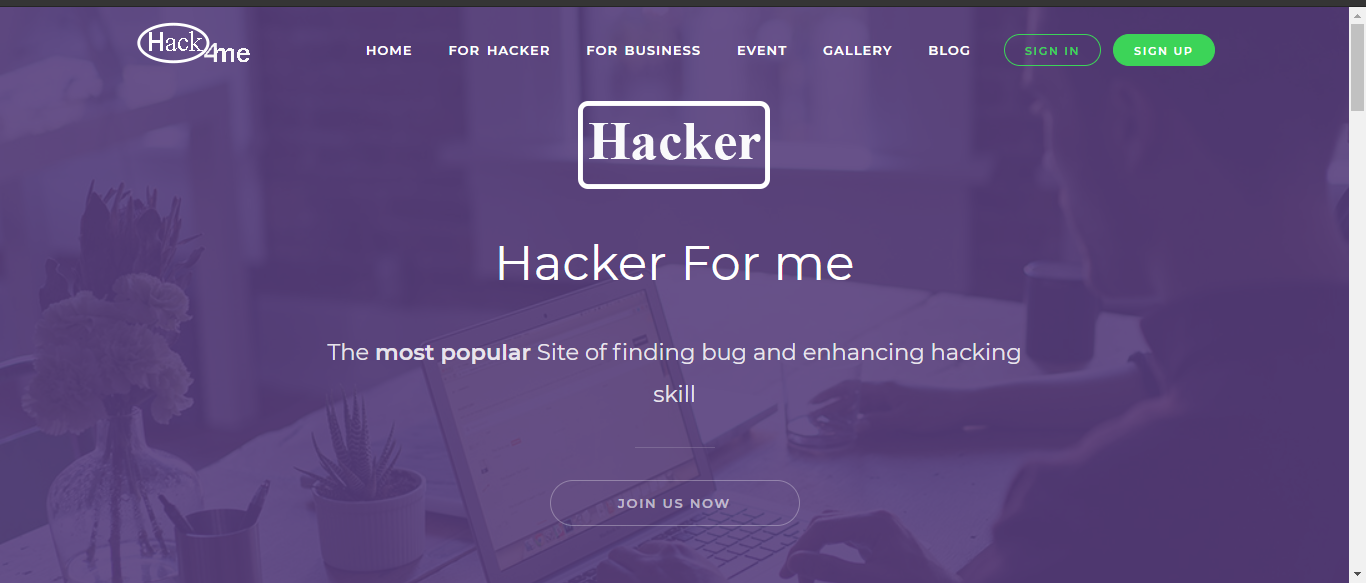 Hack4me
HOME FOR HACKER FOR BUSINESS EVENT GALLERY BLOG SIGN IN SIGN UP
Hacker
Hacker For me
The most popular Site of finding bug and enhancing hacking
skill
JOIN US NOW